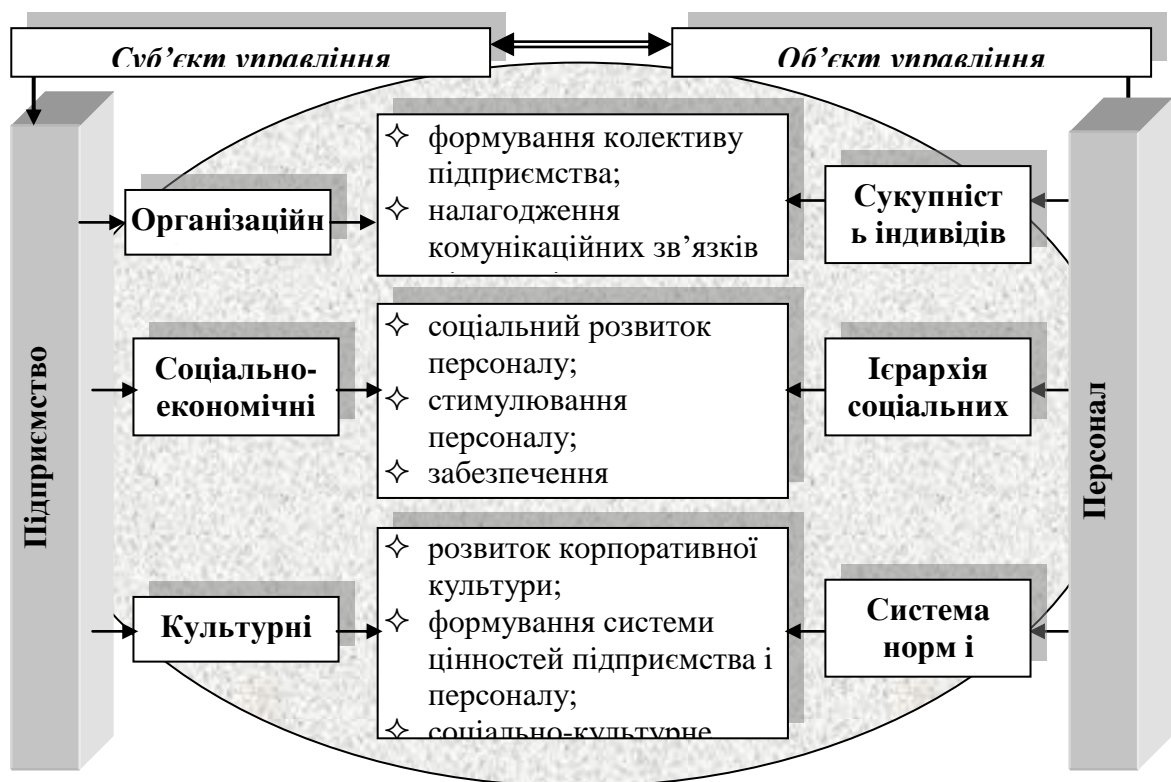 Суб’єкт управління
Об’єкт управління
Підприємство
Організаційн
✧ формування колективу
підприємства;
✧ налагодження
комунікаційних зв’язків
Сукупніст
ь індивідів
Соціально-
економічні
✧ соціальний розвиток
персоналу;
✧ стимулювання
персоналу;
✧ забезпечення
Ієрархія
соціальних
Культурні
✧ розвиток корпоративної
культури;
✧ формування системи
цінностей підприємства і
персоналу;
✧ соціально-культурне
Система
норм і
Персонал